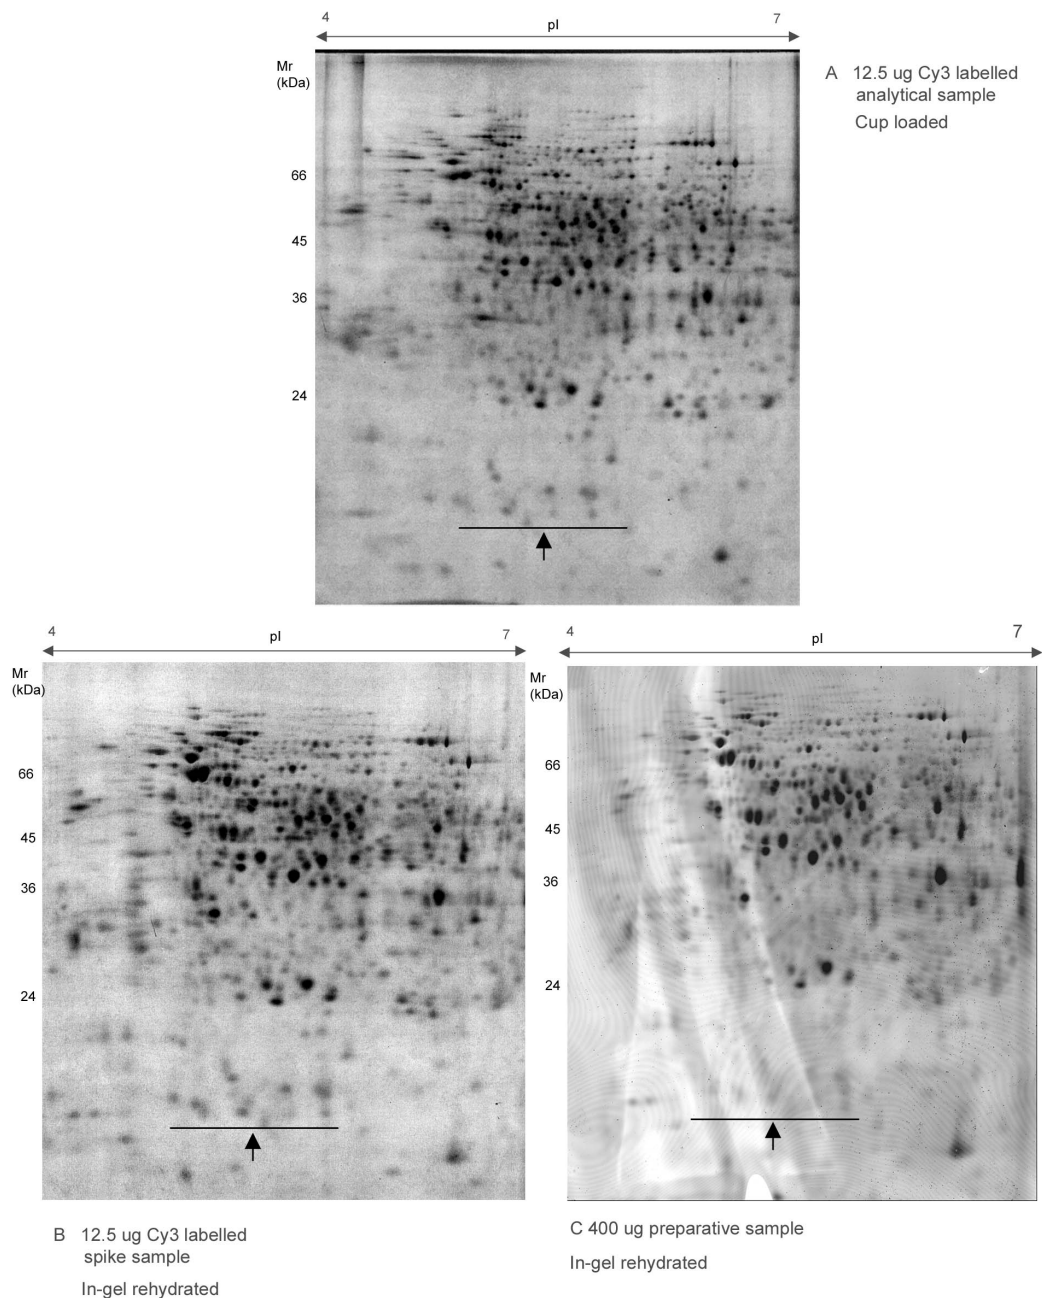 4 pI 7
Mr
(kDa)
66
45
36
24
A 12.5 ug Cy3 labelled
analytical sample
Cup loaded
4 pI 7
Mr
(kDa)
66
45
36
24
B 12.5 ug Cy3 labelled
spike sample
In-gel rehydrated
4 pI 7
Mr
(kDa)
66
45
36
24
C 400 ug preparative sample
In-gel rehydrated